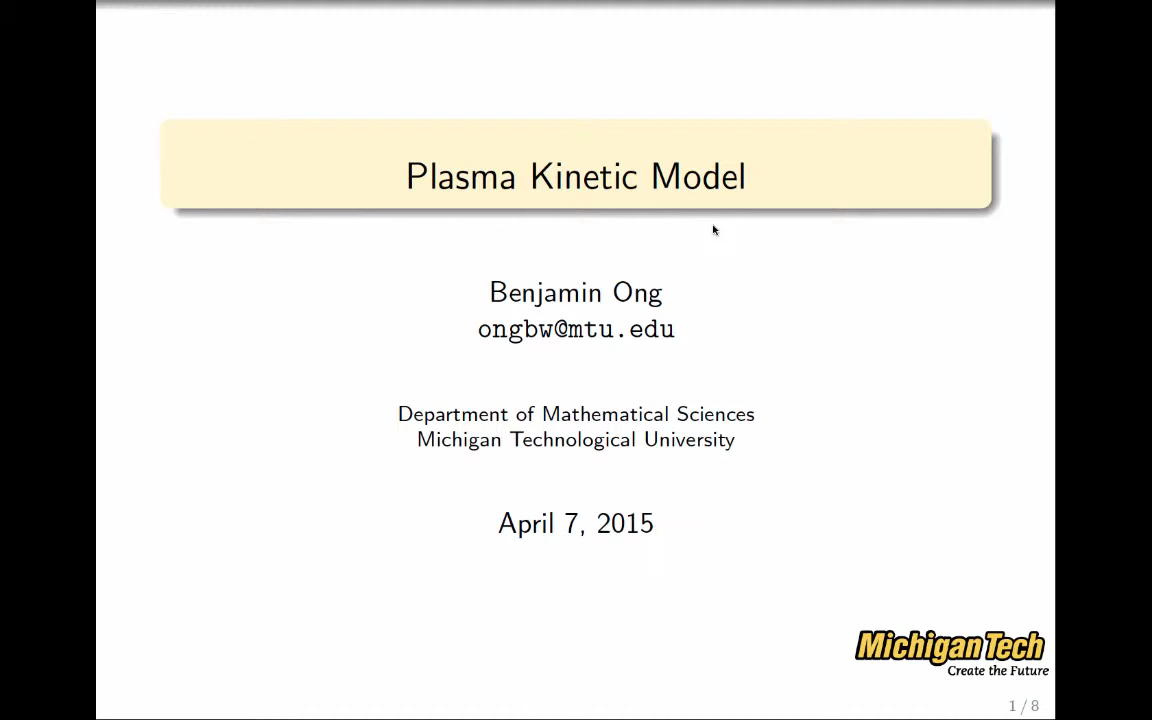 Plasma Kinetic Model
Benjamin Ong
ongbw@mtu.edu
Department of Mathematical Sciences
Michigan Technological University
April 7, 2015
Michigan Tech
Create the Future
1 / 8